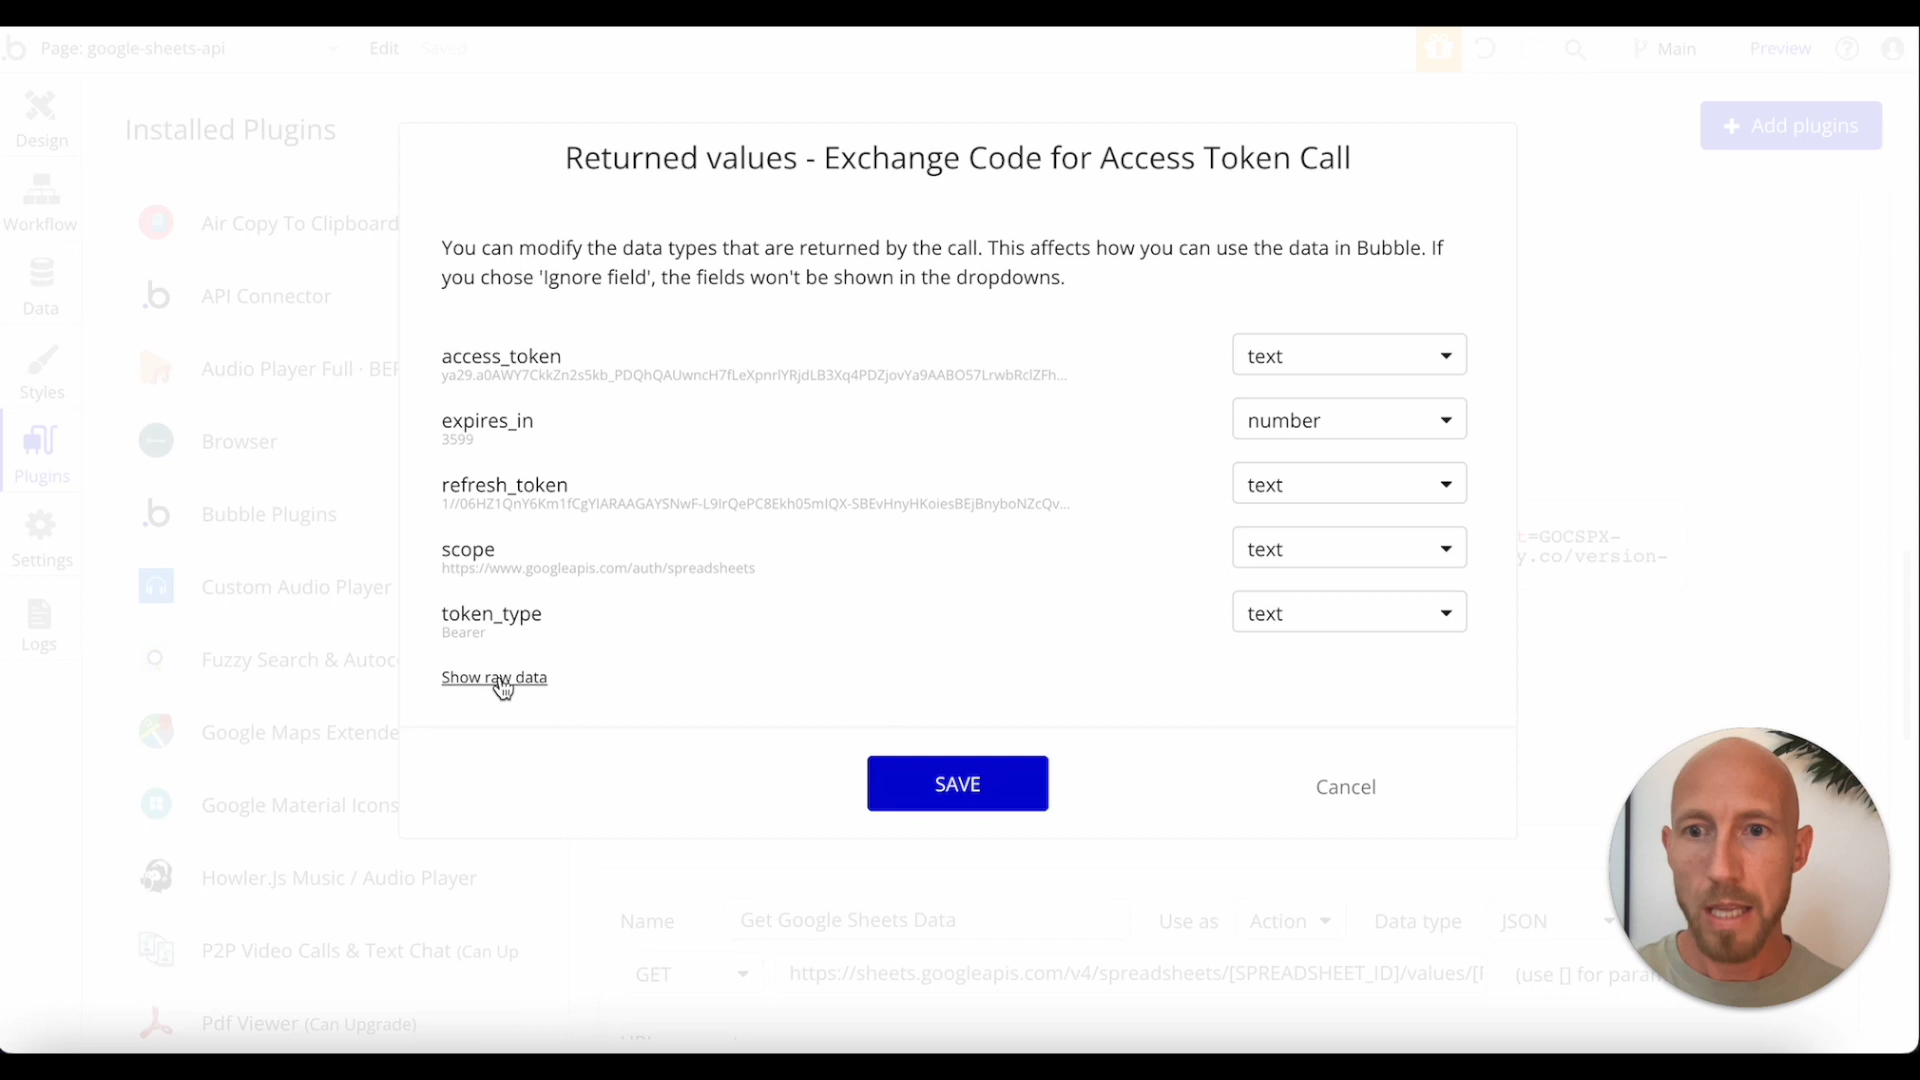 Page: google-sheets-api
Edit
Saved
Main
Preview
Design
Workflow
Data
Styles
Plugins
Settings
Logs
Installed Plugins
+ Add plugins
Air Copy To Clipboard
API Connector
Audio Player Full · BEF
Browser
Bubble Plugins
Custom Audio Player
Fuzzy Search & Autoc
Google Maps Extende
Google Material Icons
Howler.Js Music / Audio Player
P2P Video Calls & Text Chat (Can Up
Pdf Viewer (Can Upgrade)
Returned values - Exchange Code for Access Token Call
You can modify the data types that are returned by the call. This affects how you can use the data in Bubble. If
you chose 'Ignore field', the fields won't be shown in the dropdowns.
access_token
text
expires_in
number
3599
refresh_token
text
scope
text
https://www.googleapis.com/auth/spreadsheets
token_type
text
Bearer
Show raw data
SAVE
Cancel
t=GOCSPX-
y.co/version-
Name
Get Google Sheets Data
Use as
Action
Data type
JSON
GET
https://sheets.googleapis.com/v4/spreadsheets/[SPREADSHEET_ID]/values/[
(use [] for para